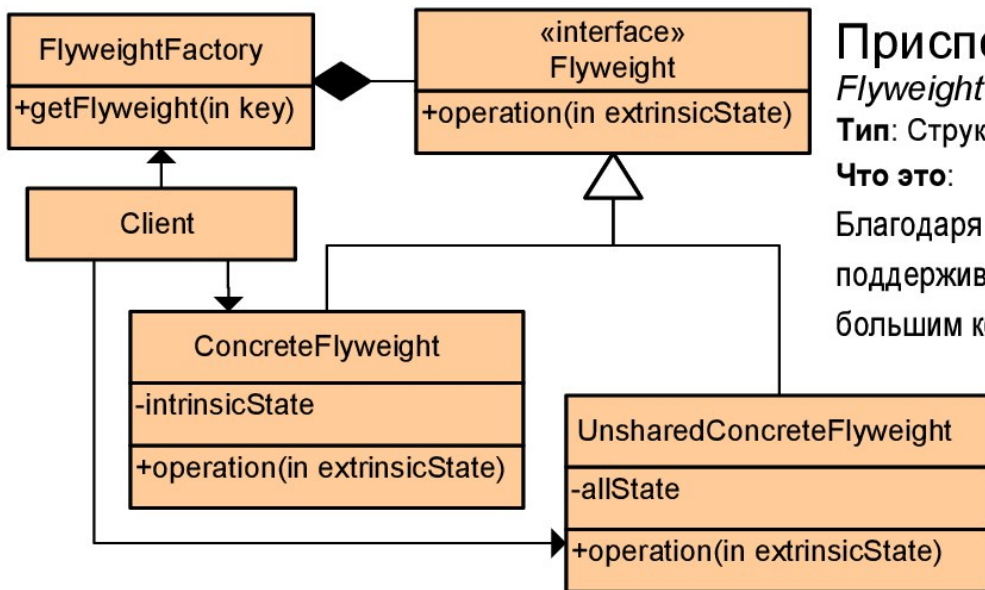 FlyweightFactory
+getFlyweight(in key)
«interface»
Flyweight
+operation(in extrinsicState)
Client
ConcreteFlyweight
-intrinsicState
+operation(in extrinsicState)
UnsharedConcreteFlyweight
-allState
+operation(in extrinsicState)
Flyweight
Тип:
Что это:
Благодаря